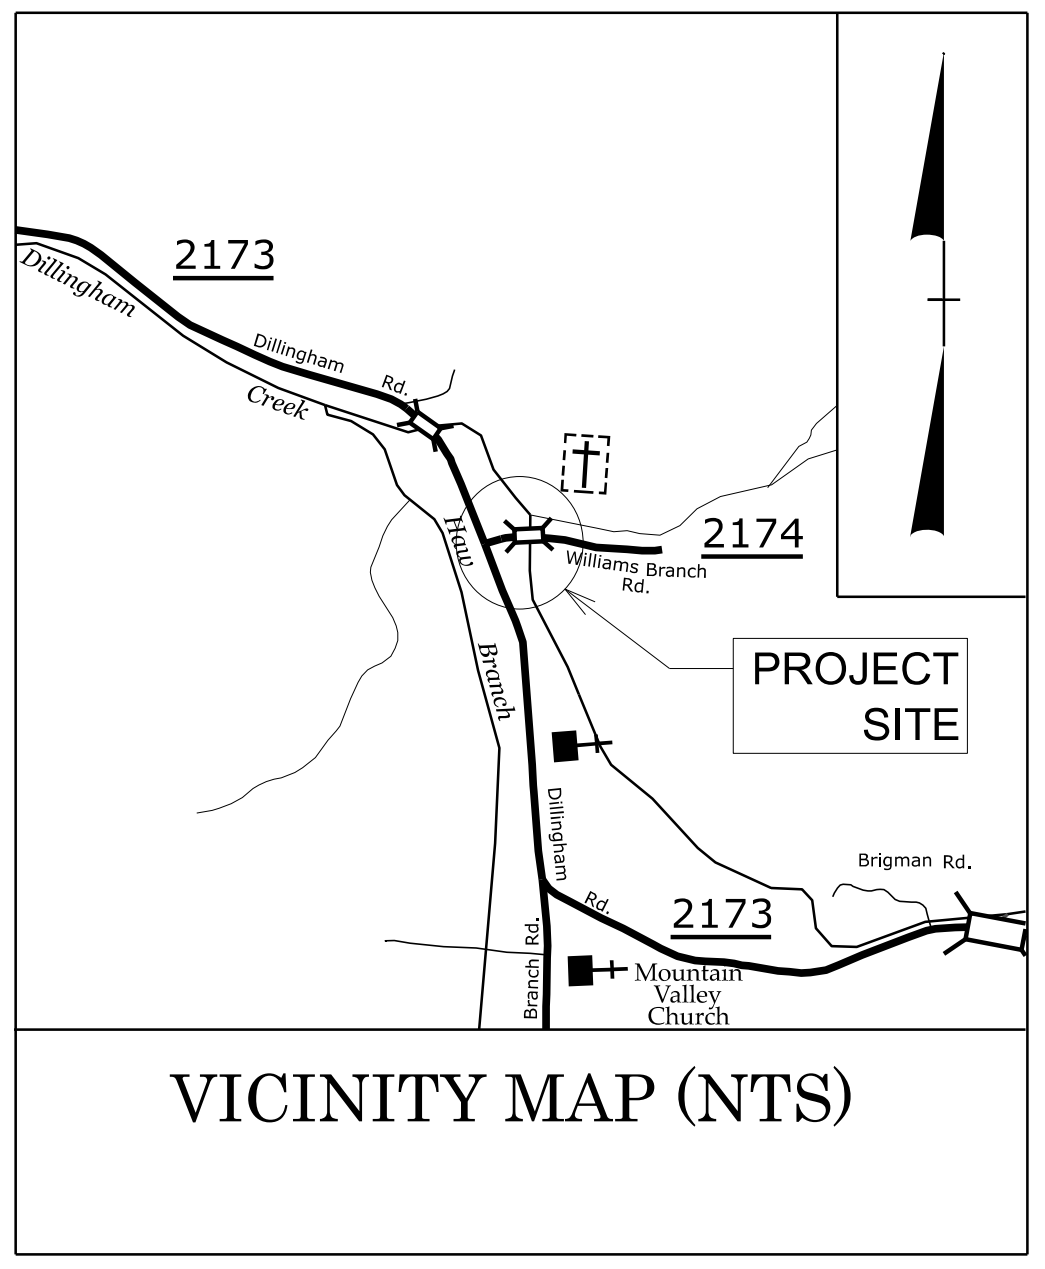 2173
Dillingham
Dillingham
Rd.
Creek
Haw
2174
Williams Branch
Rd.
PROJECT
SITE
Branch
Dillingham
Brigman Rd.
Rd.
2173
Branch Rd.
Mountain
Valley
Church
VICINITY MAP (NTS)